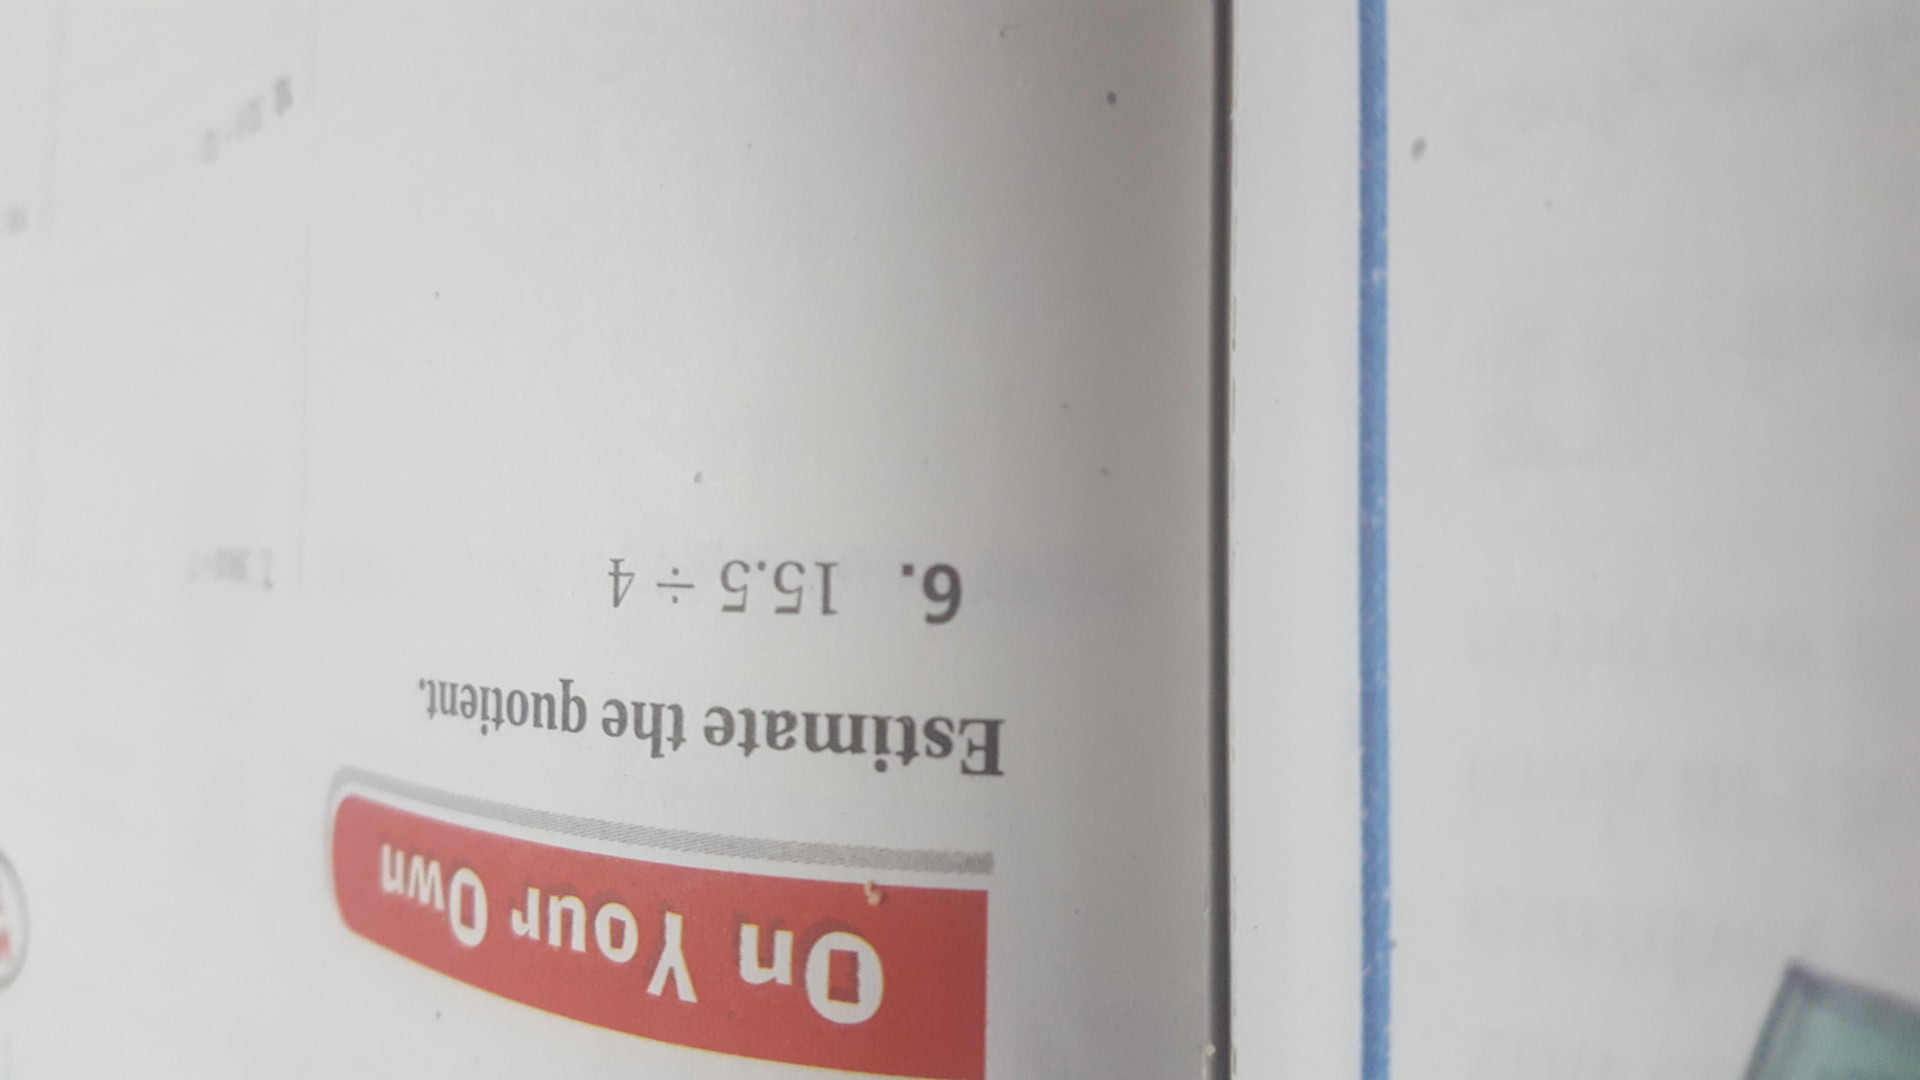 On Your Own
Estimate the quotient.
6. 15.5 ÷ 4